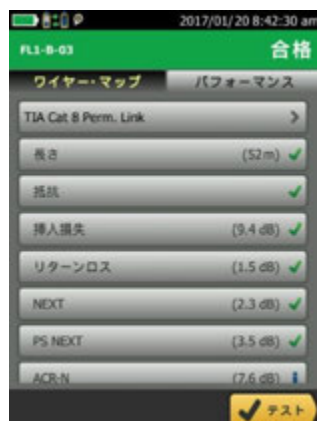 2017/01/20 8:42:30 am
FL1-B-03
合格
ワイヤー・マップ
パフォーマンス
TIA Cat 8 Perm. Link
長さ (52m)
抵抗
挿入損失 (9.4 dB)
リターンロス (1.5 dB)
NEXT (2.3 dB)
PS NEXT (3.5 dB)
ACR-N (7.6 dB)
テスト